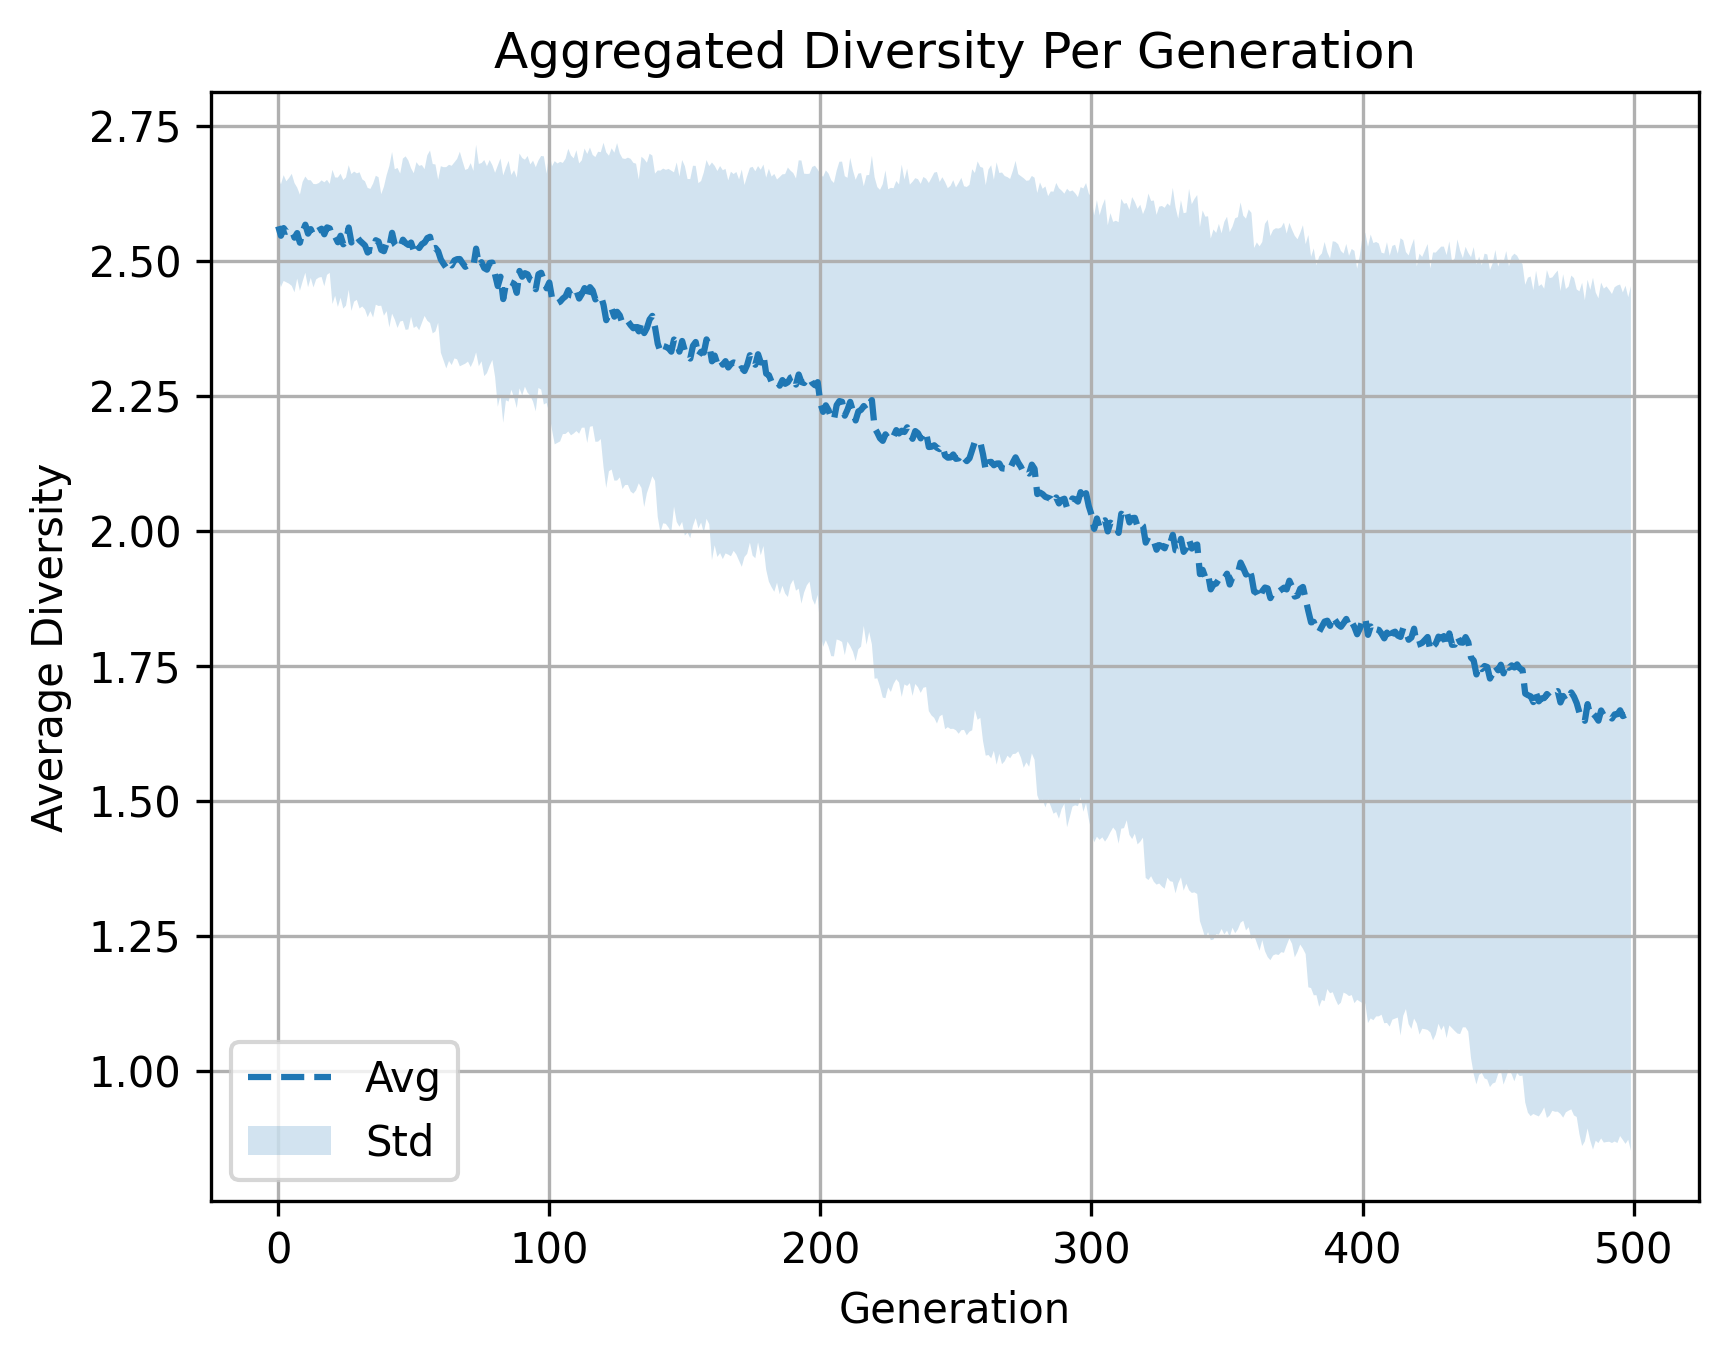 Aggregated Diversity Per Generation
2.75
2.50
2.25
2.00
1.75
1.50
1.25
1.00
Average Diversity
Avg
Std
0 100 200 300 400 500
Generation